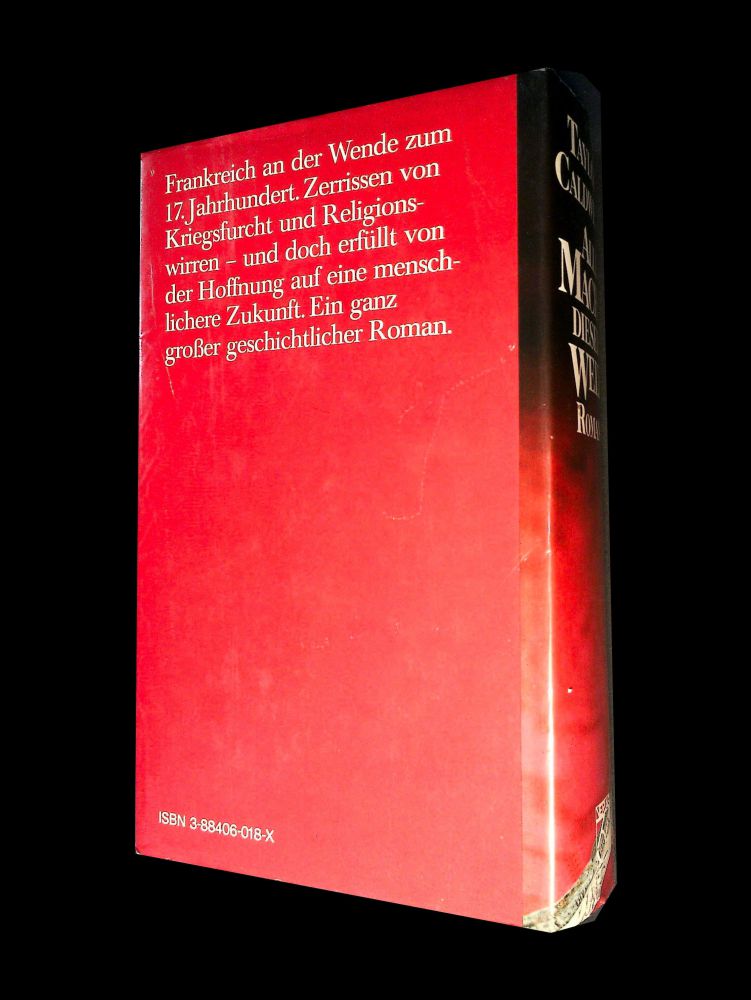 Frankreich an der Wende zum
17. Jahrhundert. Zerrissen von
Kriegsfurcht und Religions-
wirren – und doch erfüllt von
der Hoffnung auf eine mensch-
lichere Zukunft. Ein ganz
großer geschichtlicher Roman.
ISBN 3-88406-018-X